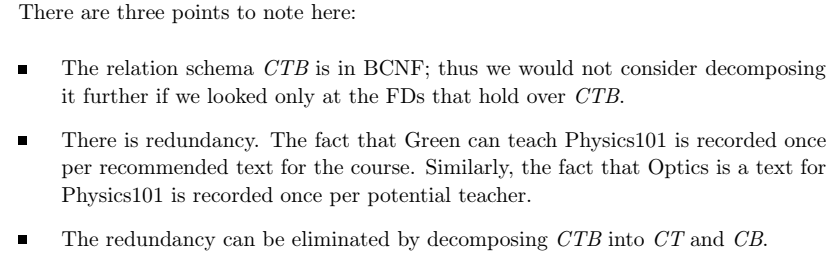 There are three points to note here:
■ The relation schema CTB is in BCNF; thus we would not consider decomposing
it further if we looked only at the FDs that hold over CTB.
■ There is redundancy. The fact that Green can teach Physics101 is recorded once
per recommended text for the course. Similarly, the fact that Optics is a text for
Physics101 is recorded once per potential teacher.
■ The redundancy can be eliminated by decomposing CTB into CT and CB.